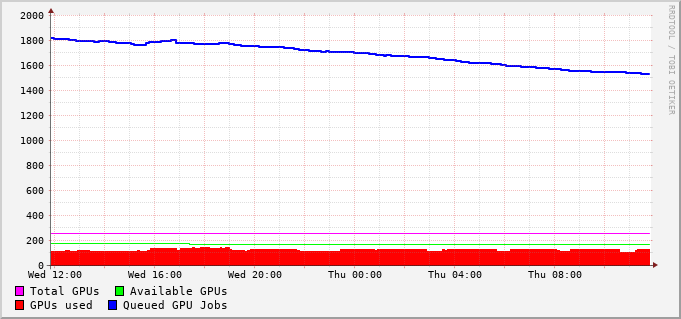 2000
1800
1600
1400
1200
1000
800
600
400
200
0
Wed 12:00 Wed 16:00 Wed 20:00 Thu 00:00 Thu 04:00 Thu 08:00
Total GPUs Available GPUs
GPUs used Queued GPU Jobs
RRDTOOL / TOBI OETIKER